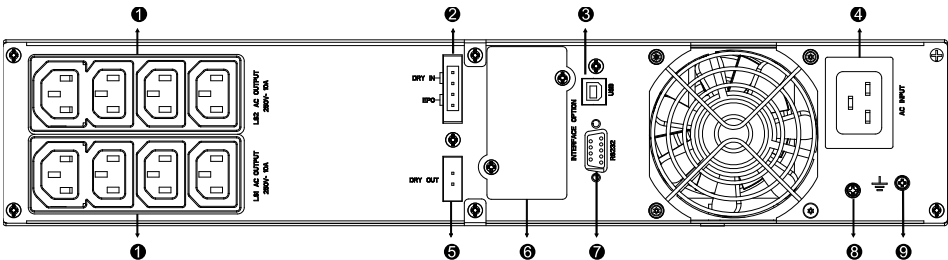 1
2
3
4
DRY IN
EPO
LS2 AC OUTPUT
250V~ 10A
USB
INTERFACE OPTION
RS232
AC INPUT
DRY OUT
LS1 AC OUTPUT
250V~ 10A
1
5
6
7
8
9